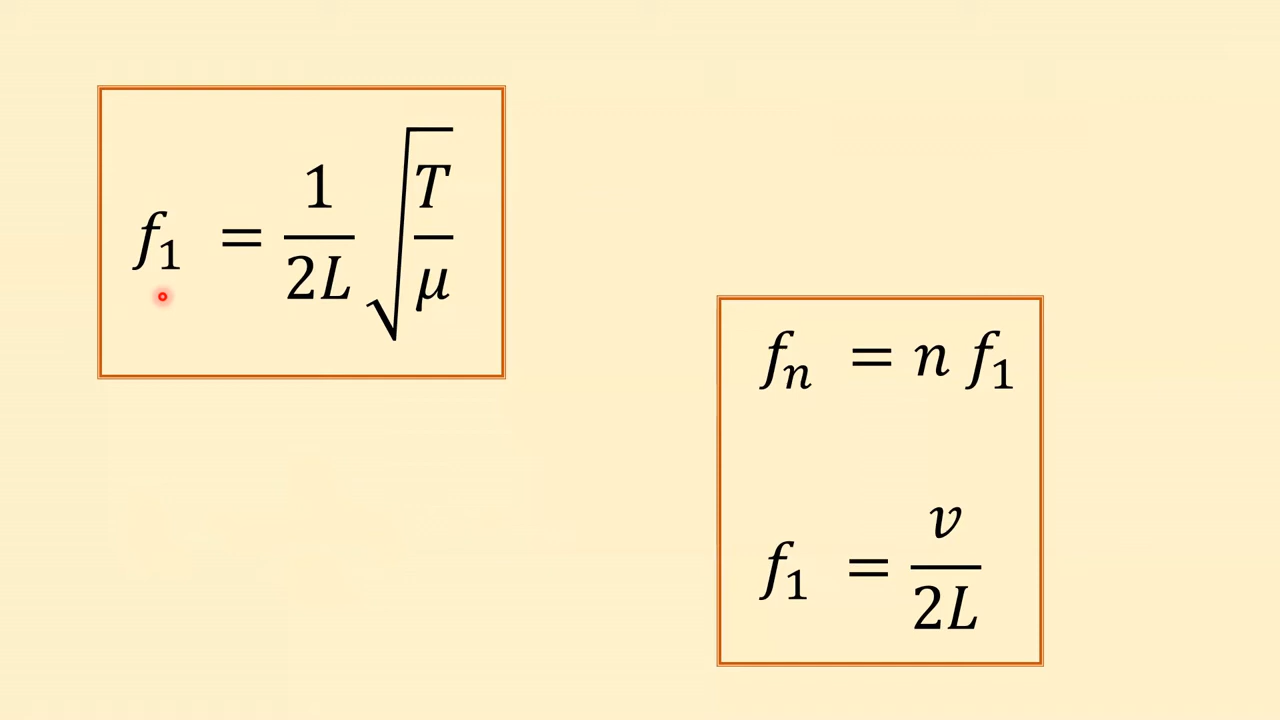 f₁ = 1/2L √(T/μ)
fₙ = n f₁
f₁ = v/2L